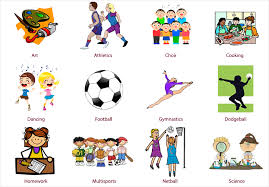 Art Athletics Choir Cooking
Dancing Football Gymnastics Dodgeball
Homework Multisports Netball Science